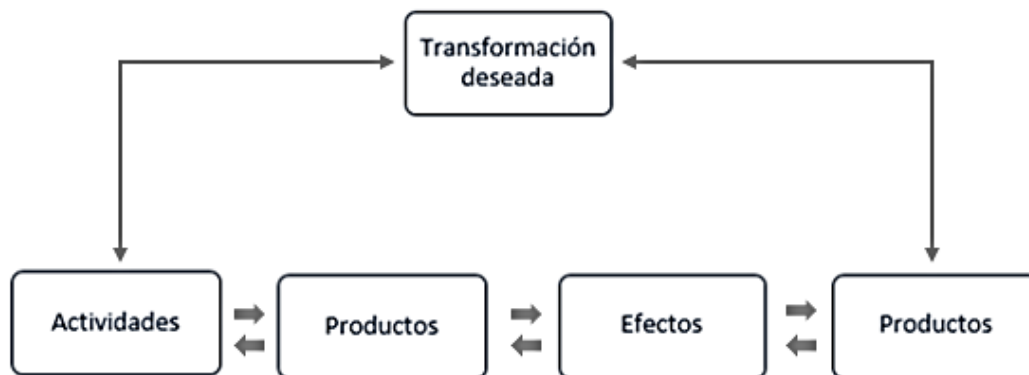 Transformación
deseada
Actividades
Productos
Efectos
Productos